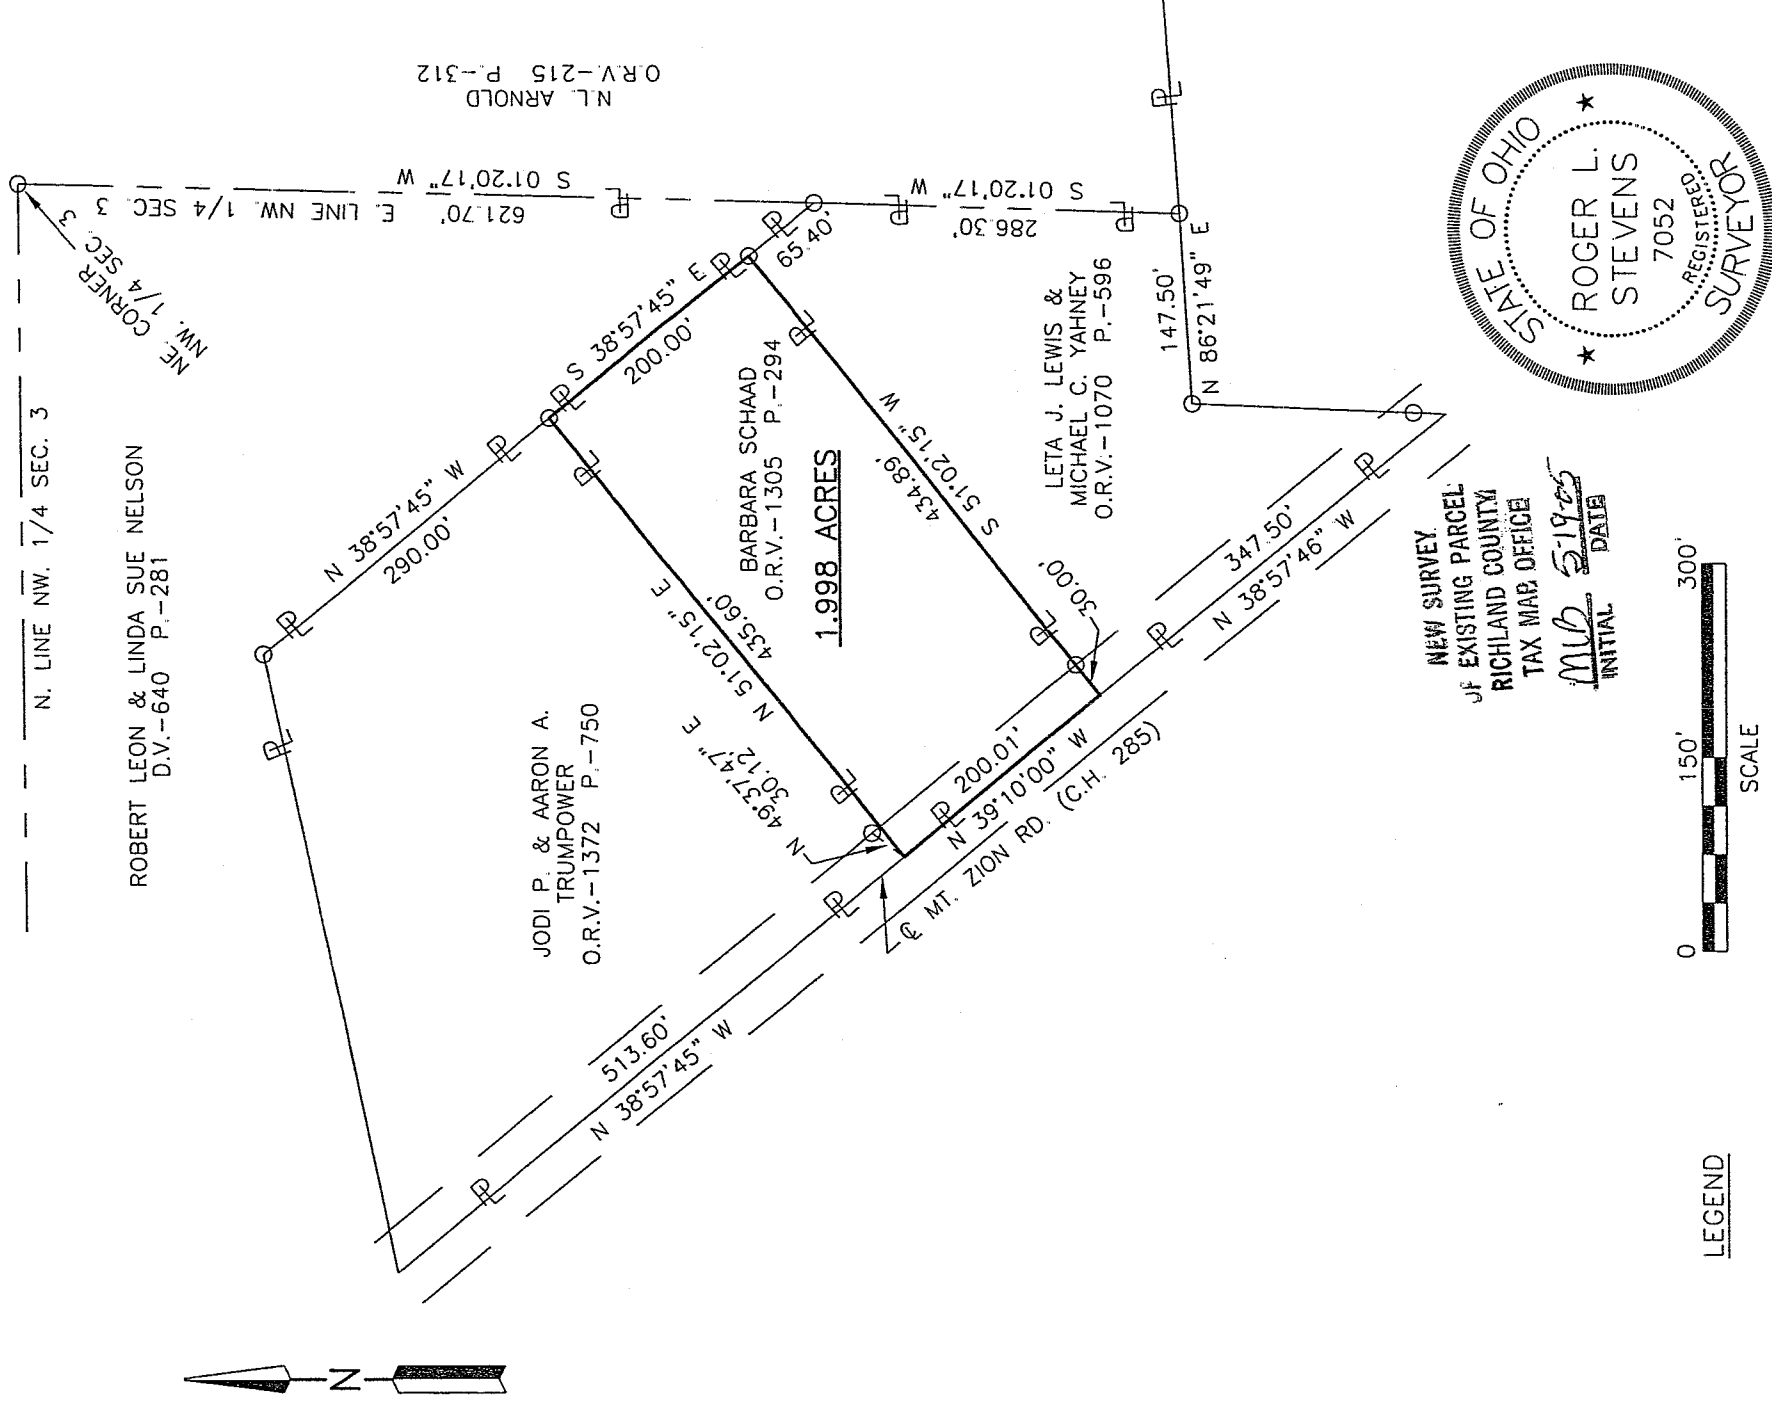 N. LINE NW. 1/4 SEC. 3
NE. CORNER
NW. 1/4 SEC 3
E. LINE NW. 1/4 SEC. 3
621.70'
S 01°20'17" W
N.L. ARNOLD
O.R.V.-215 P.-312
S 01°20'17" W
286.30'
ROBERT LEON & LINDA SUE NELSON
D.V.-640 P.-281
N 38°57'45" W
290.00'
S 38°57'45" E
200.00'
65.40'
JODI P. & AARON A.
TRUMPOWER
O.R.V.-1372 P.-750
N 51°02'15" E
435.60'
N 49°37'47" E
30.12'
BARBARA SCHAAD
O.R.V.-1305 P.-294
1.998 ACRES
434.89'
S 51°02'15" W
30.00'
LETA J. LEWIS &
MICHAEL C. YAHNEY
O.R.V.-1070 P.-596
147.50'
N 86°21'49" E
513.60'
N 38°57'45" W
200.01'
N 39°10'00" W
℄ MT. ZION RD. (C.H. 285)
347.50'
N 38°57'46" W
NEW SURVEY
OF EXISTING PARCEL
RICHLAND COUNTY
TAX MAP OFFICE
MLB 5-19-05
INITIAL DATE
STATE OF OHIO
ROGER L.
STEVENS
7052
REGISTERED
SURVEYOR
N
0 150' 300'
SCALE
LEGEND